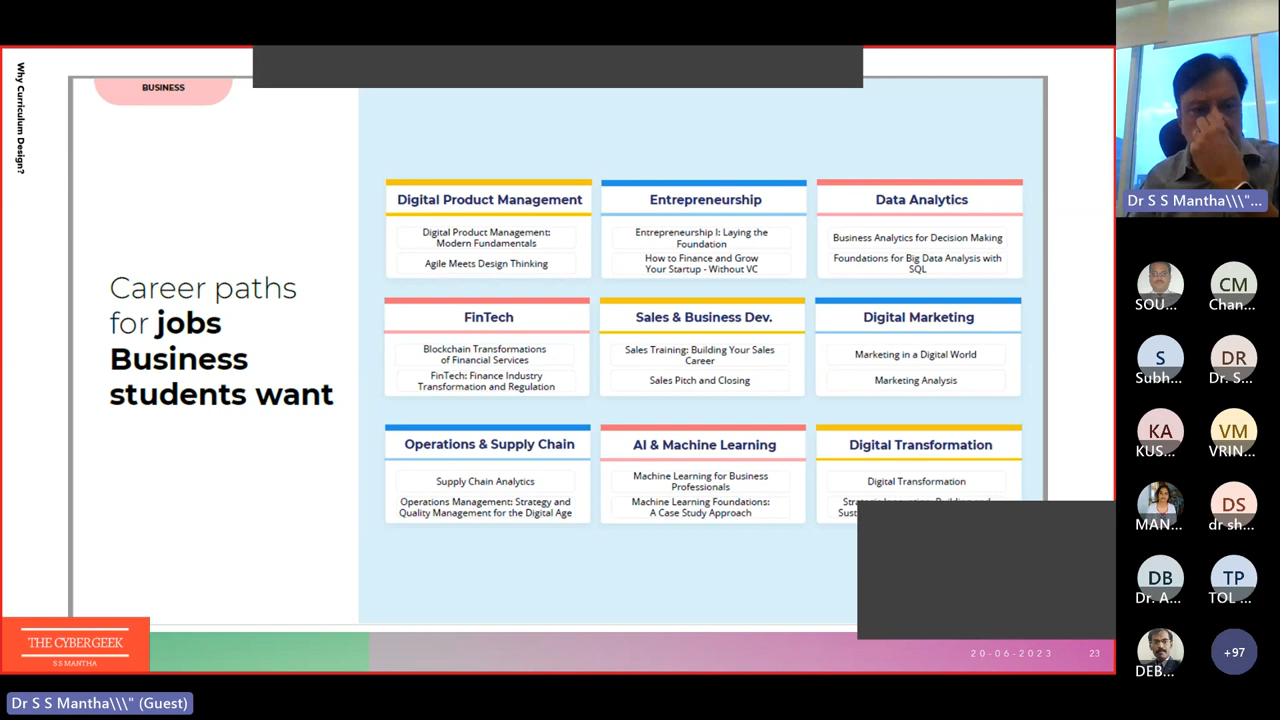 Why Curriculum Design?
BUSINESS
Career paths
for jobs
Business
students want
Digital Product Management
Digital Product Management:
Modern Fundamentals
Agile Meets Design Thinking
Entrepreneurship
Entrepreneurship I: Laying the
Foundation
How to Finance and Grow
Your Startup - Without VC
Data Analytics
Business Analytics for Decision Making
Foundations for Big Data Analysis with
SQL
FinTech
Blockchain Transformations
of Financial Services
FinTech: Finance Industry
Transformation and Regulation
Sales & Business Dev.
Sales Training: Building Your Sales
Career
Sales Pitch and Closing
Digital Marketing
Marketing in a Digital World
Marketing Analysis
Operations & Supply Chain
Supply Chain Analytics
Operations Management: Strategy and
Quality Management for the Digital Age
AI & Machine Learning
Machine Learning for Business
Professionals
Machine Learning Foundations:
A Case Study Approach
Digital Transformation
Digital Transformation
THE CYBERGEEK
S S MANTHA
20-06-2023 23
Dr S S Mantha\\\" (Guest)
Dr S S Mantha\\\"...
SOU...
CM
Chan...
S
Subh...
DR
Dr. S...
KA
KUS...
VM
VRIN...
MAN...
DS
dr sh...
DB
Dr. A...
TP
TOL ...
DEB...
+97